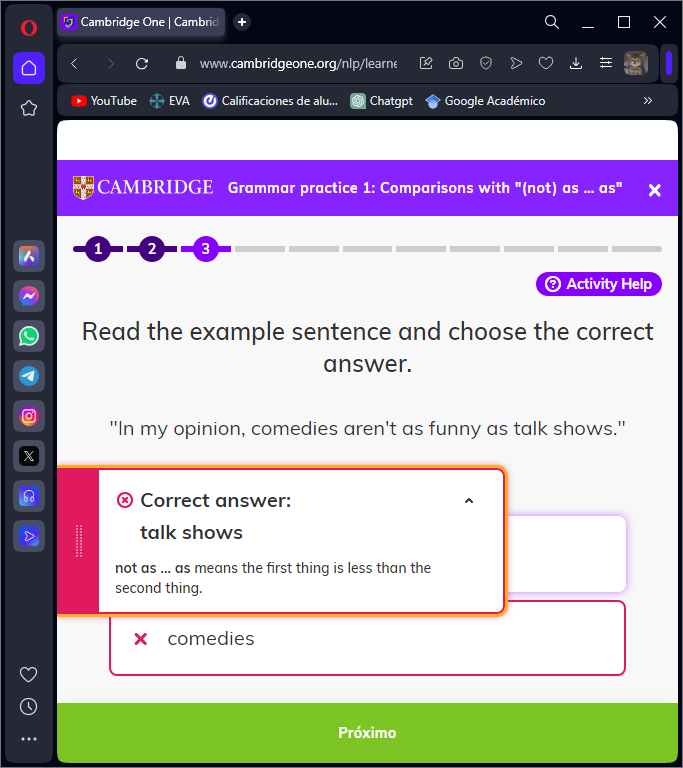 Cambridge One | Cambrid
www.cambridgeone.org/nlp/learne
YouTube
EVA
Calificaciones de alu...
Chatgpt
Google Académico
CAMBRIDGE
Grammar practice 1: Comparisons with "(not) as ... as"
1 2 3
Activity Help
Read the example sentence and choose the correct
answer.
"In my opinion, comedies aren't as funny as talk shows."
Correct answer:
talk shows
not as ... as means the first thing is less than the
second thing.
comedies
Próximo